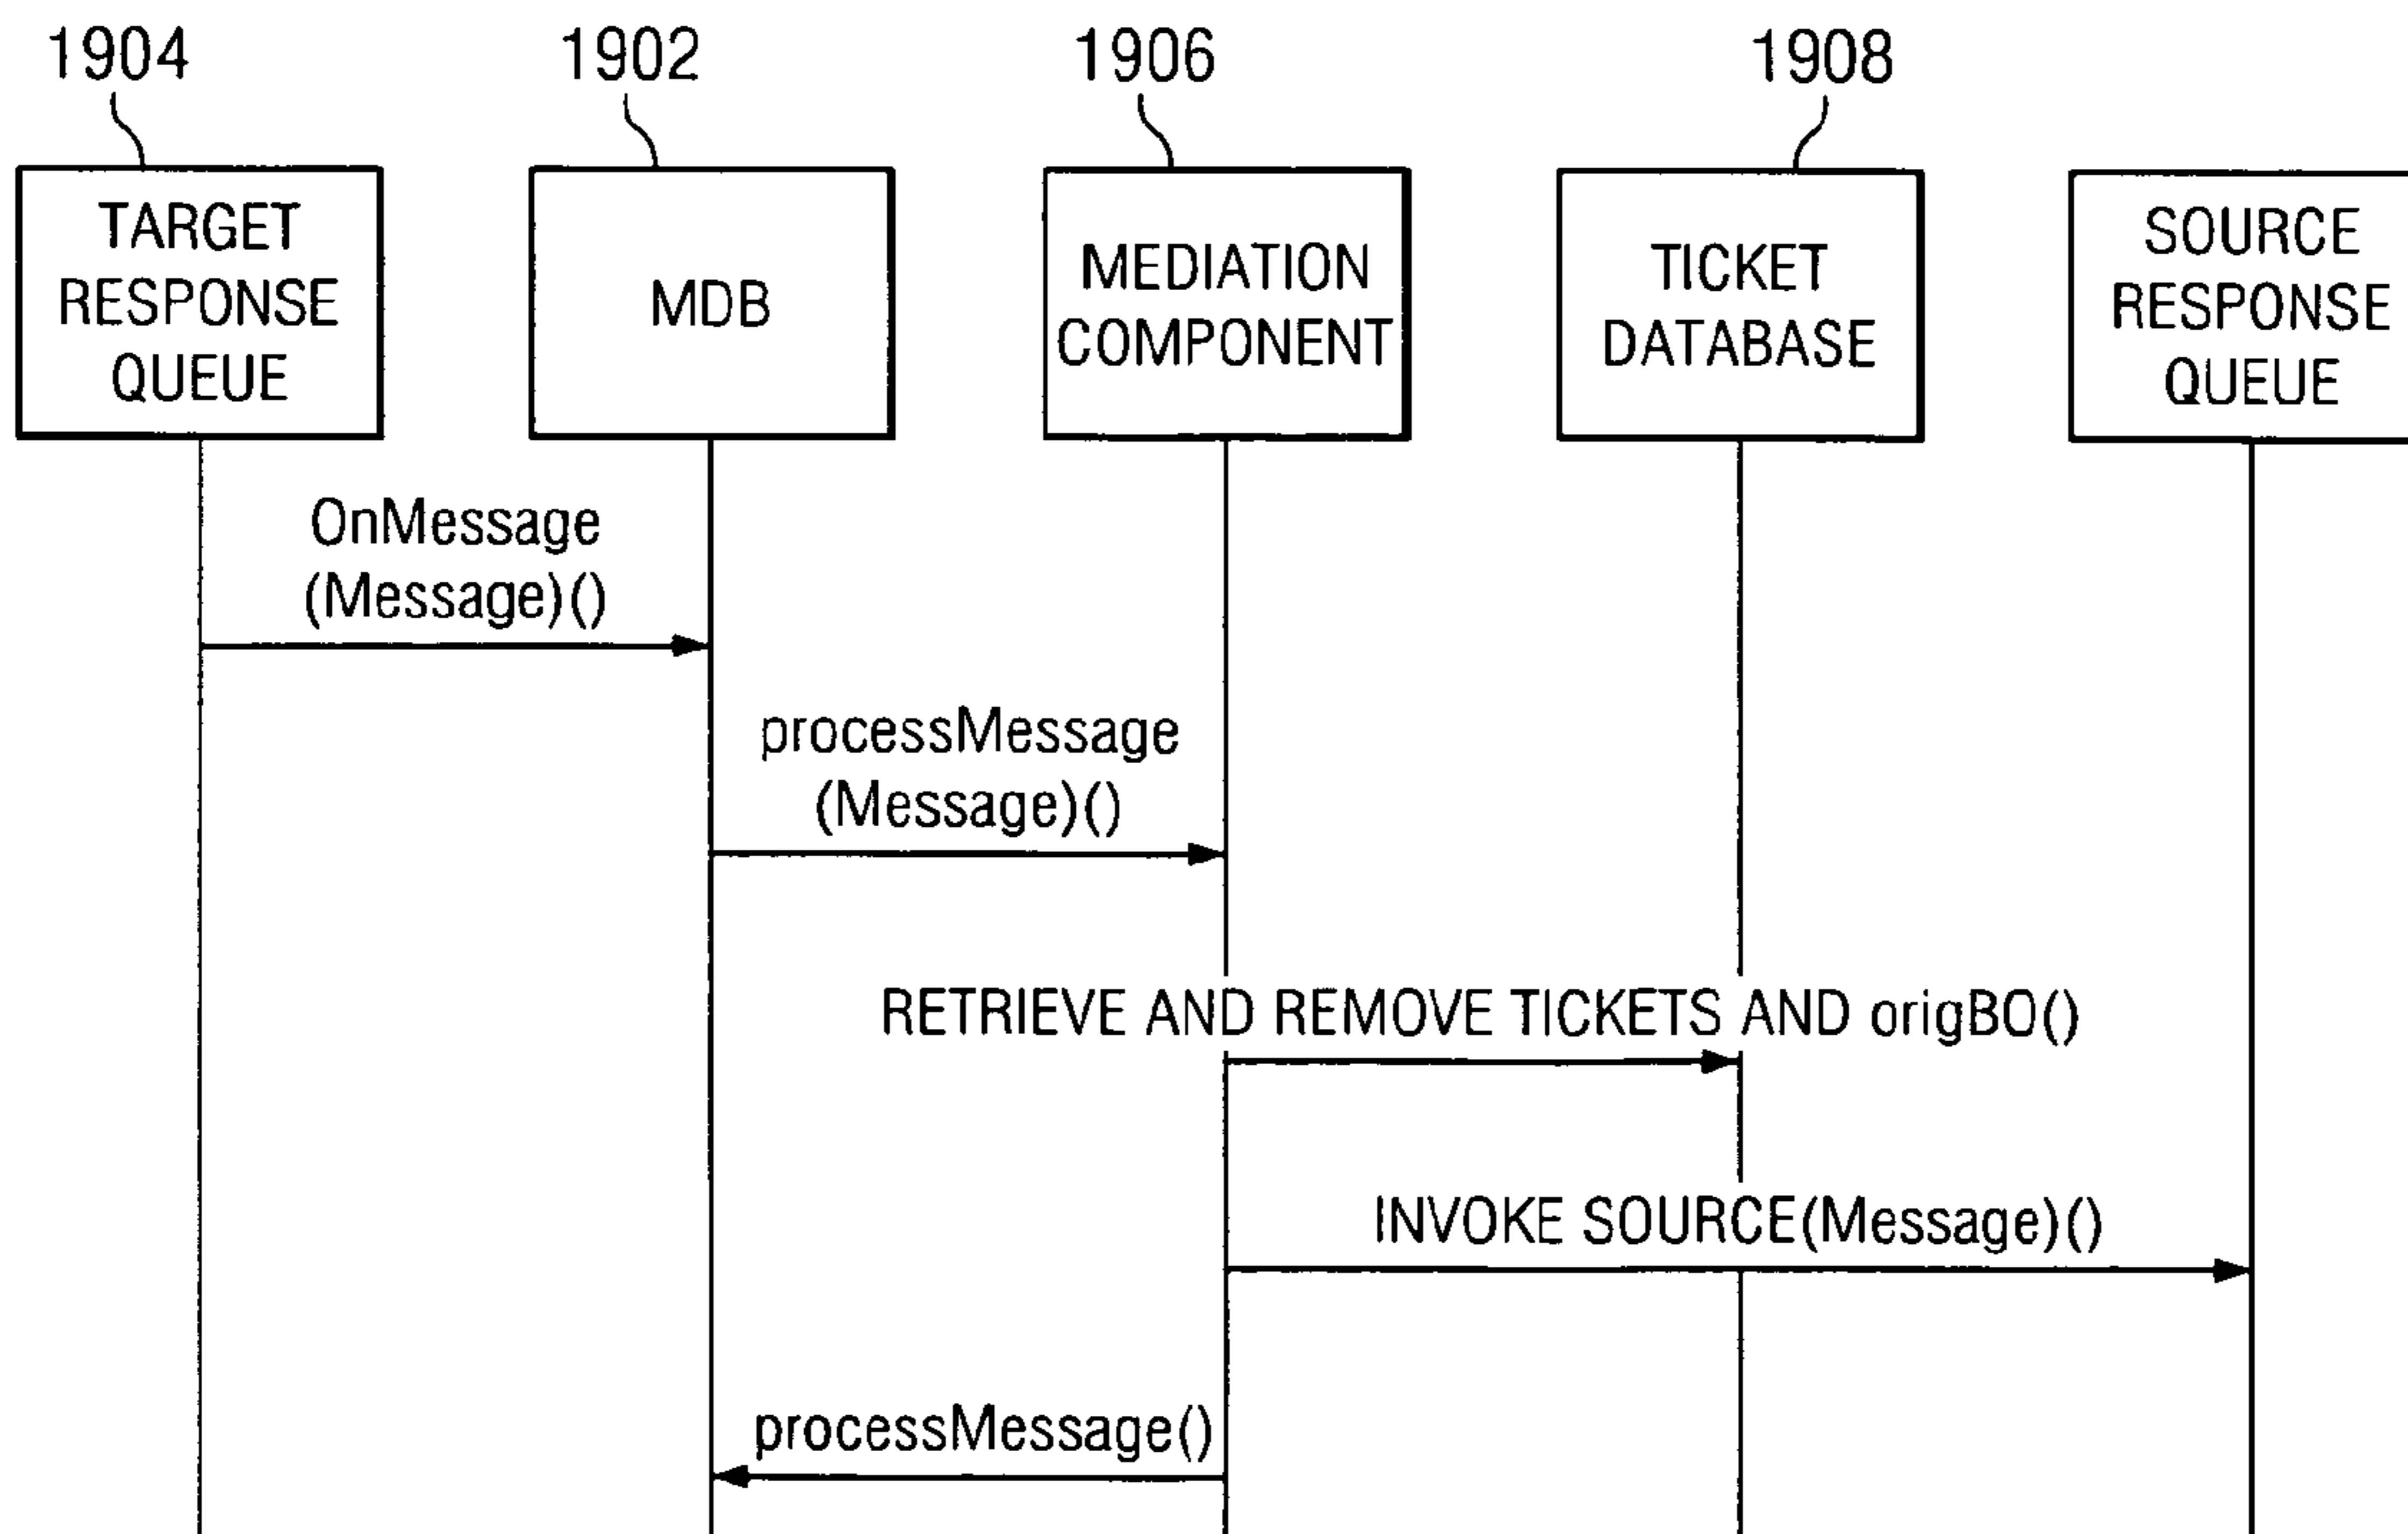 1904
1902
1906
1908
TARGET
RESPONSE
QUEUE
MDB
MEDIATION
COMPONENT
TICKET
DATABASE
SOURCE
RESPONSE
QUEUE
OnMessage
(Message)()
processMessage
(Message)()
RETRIEVE AND REMOVE TICKETS AND origBO()
INVOKE SOURCE(Message)()
processMessage()